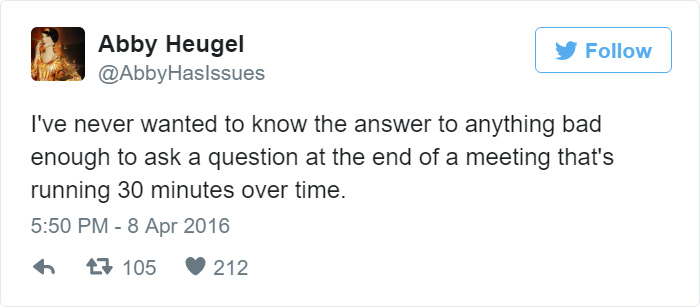 Abby Heugel
@AbbyHasIssues
Follow
I've never wanted to know the answer to anything bad
enough to ask a question at the end of a meeting that's
running 30 minutes over time.
5:50 PM - 8 Apr 2016
105 212